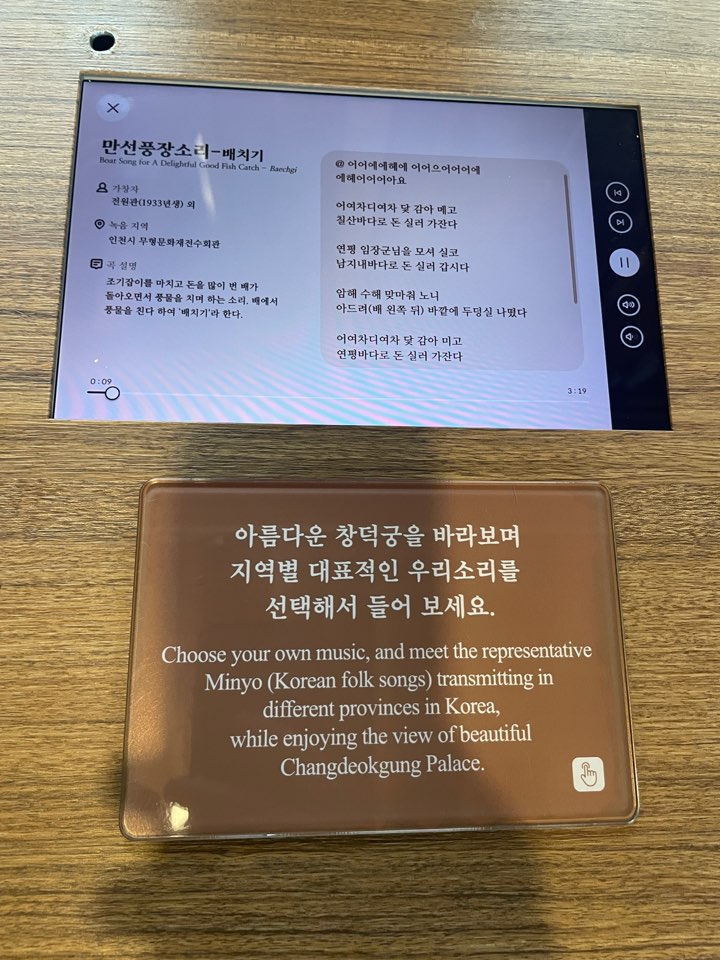 만선풍장소리-배치기
Boat Song for A Delightful Good Fish Catch - Baechgi
가창자
전원관(1933년생) 외
녹음 지역
인천시 무형문화재전수회관
곡 설명
조기잡이를 마치고 돈을 많이 번 배가
돌아오면서 풍물을 치며 하는 소리. 배에서
풍물을 친다 하여 '배치기'라 한다.
@ 어어에에헤에 어어으어어어에
에헤어어어아요
어여차디여차 닻 감아 메고
칠산바다로 돈 실러 가잔다
연평 임장군님을 모셔 실코
남지내바다로 돈 실러 갑시다
암해 수해 맞마춰 노니
아드려(배 왼쪽 뒤) 바깥에 두덩실 나떴다
어여차디여차 닻 감아 미고
연평바다로 돈 실러 가잔다
0:09
3:19
아름다운 창덕궁을 바라보며
지역별 대표적인 우리소리를
선택해서 들어 보세요.
Choose your own music, and meet the representative
Minyo (Korean folk songs) transmitting in
different provinces in Korea,
while enjoying the view of beautiful
Changdeokgung Palace.